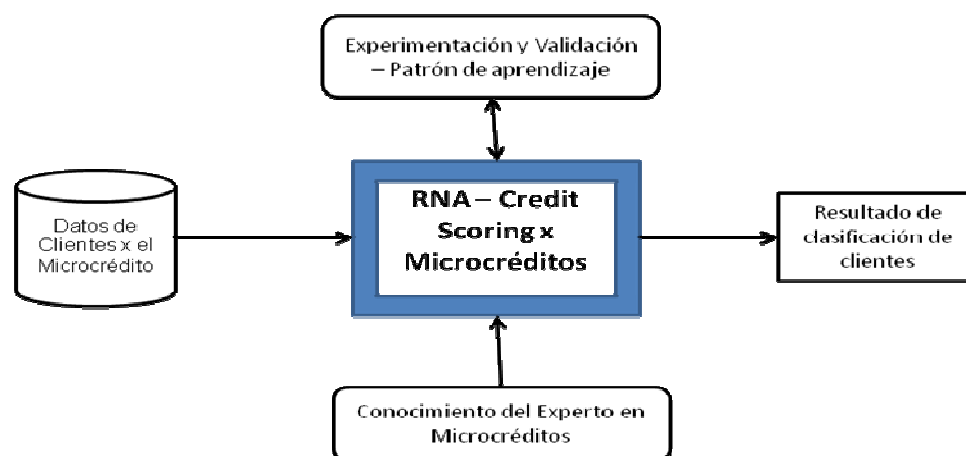 Experimentación y Validación
– Patrón de aprendizaje
Datos de
Clientes x el
Microcrédito
RNA – Credit
Scoring x
Microcréditos
Resultado de
clasificación de
clientes
Conocimiento del Experto en
Microcréditos